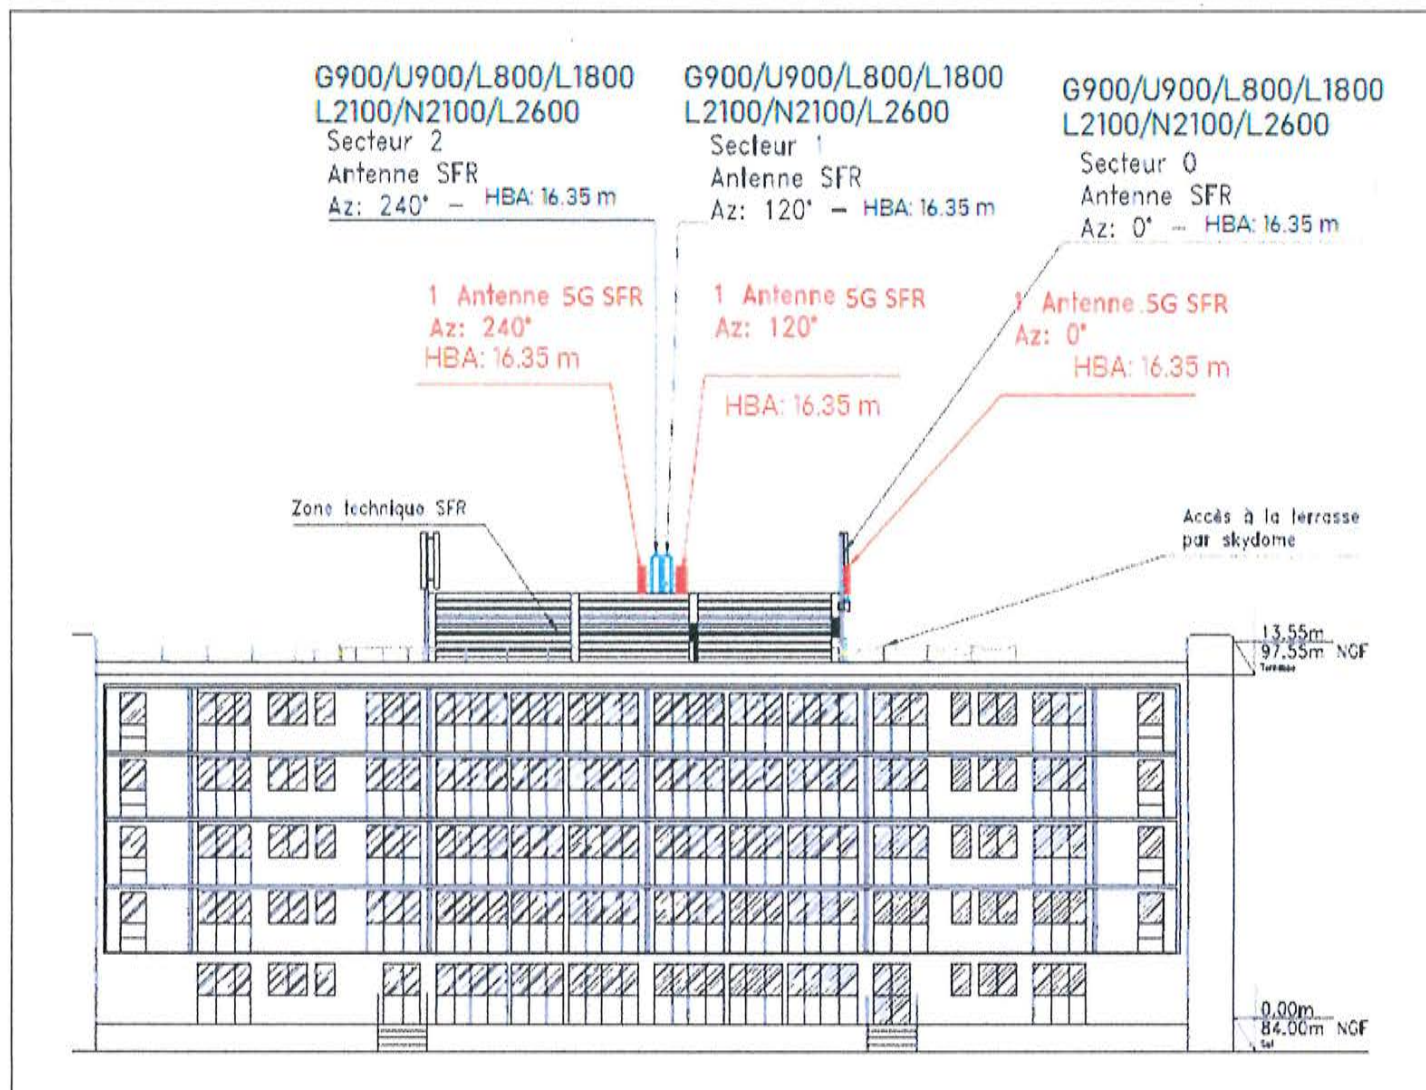 G900/U900/L800/L1800
L2100/N2100/L2600
Secteur 2
Antenne SFR
Az: 240° – HBA: 16.35 m
G900/U900/L800/L1800
L2100/N2100/L2600
Secteur 1
Antenne SFR
Az: 120° – HBA: 16.35 m
G900/U900/L800/L1800
L2100/N2100/L2600
Secteur 0
Antenne SFR
Az: 0° – HBA: 16.35 m
1 Antenne 5G SFR
Az: 240°
HBA: 16.35 m
1 Antenne 5G SFR
Az: 120°
HBA: 16.35 m
1 Antenne 5G SFR
Az: 0°
HBA: 16.35 m
Zone technique SFR
Accès à la terrasse
par skydome
13.55m
97.55m NGF
Terrasse
0.00m
84.00m NGF
Sol